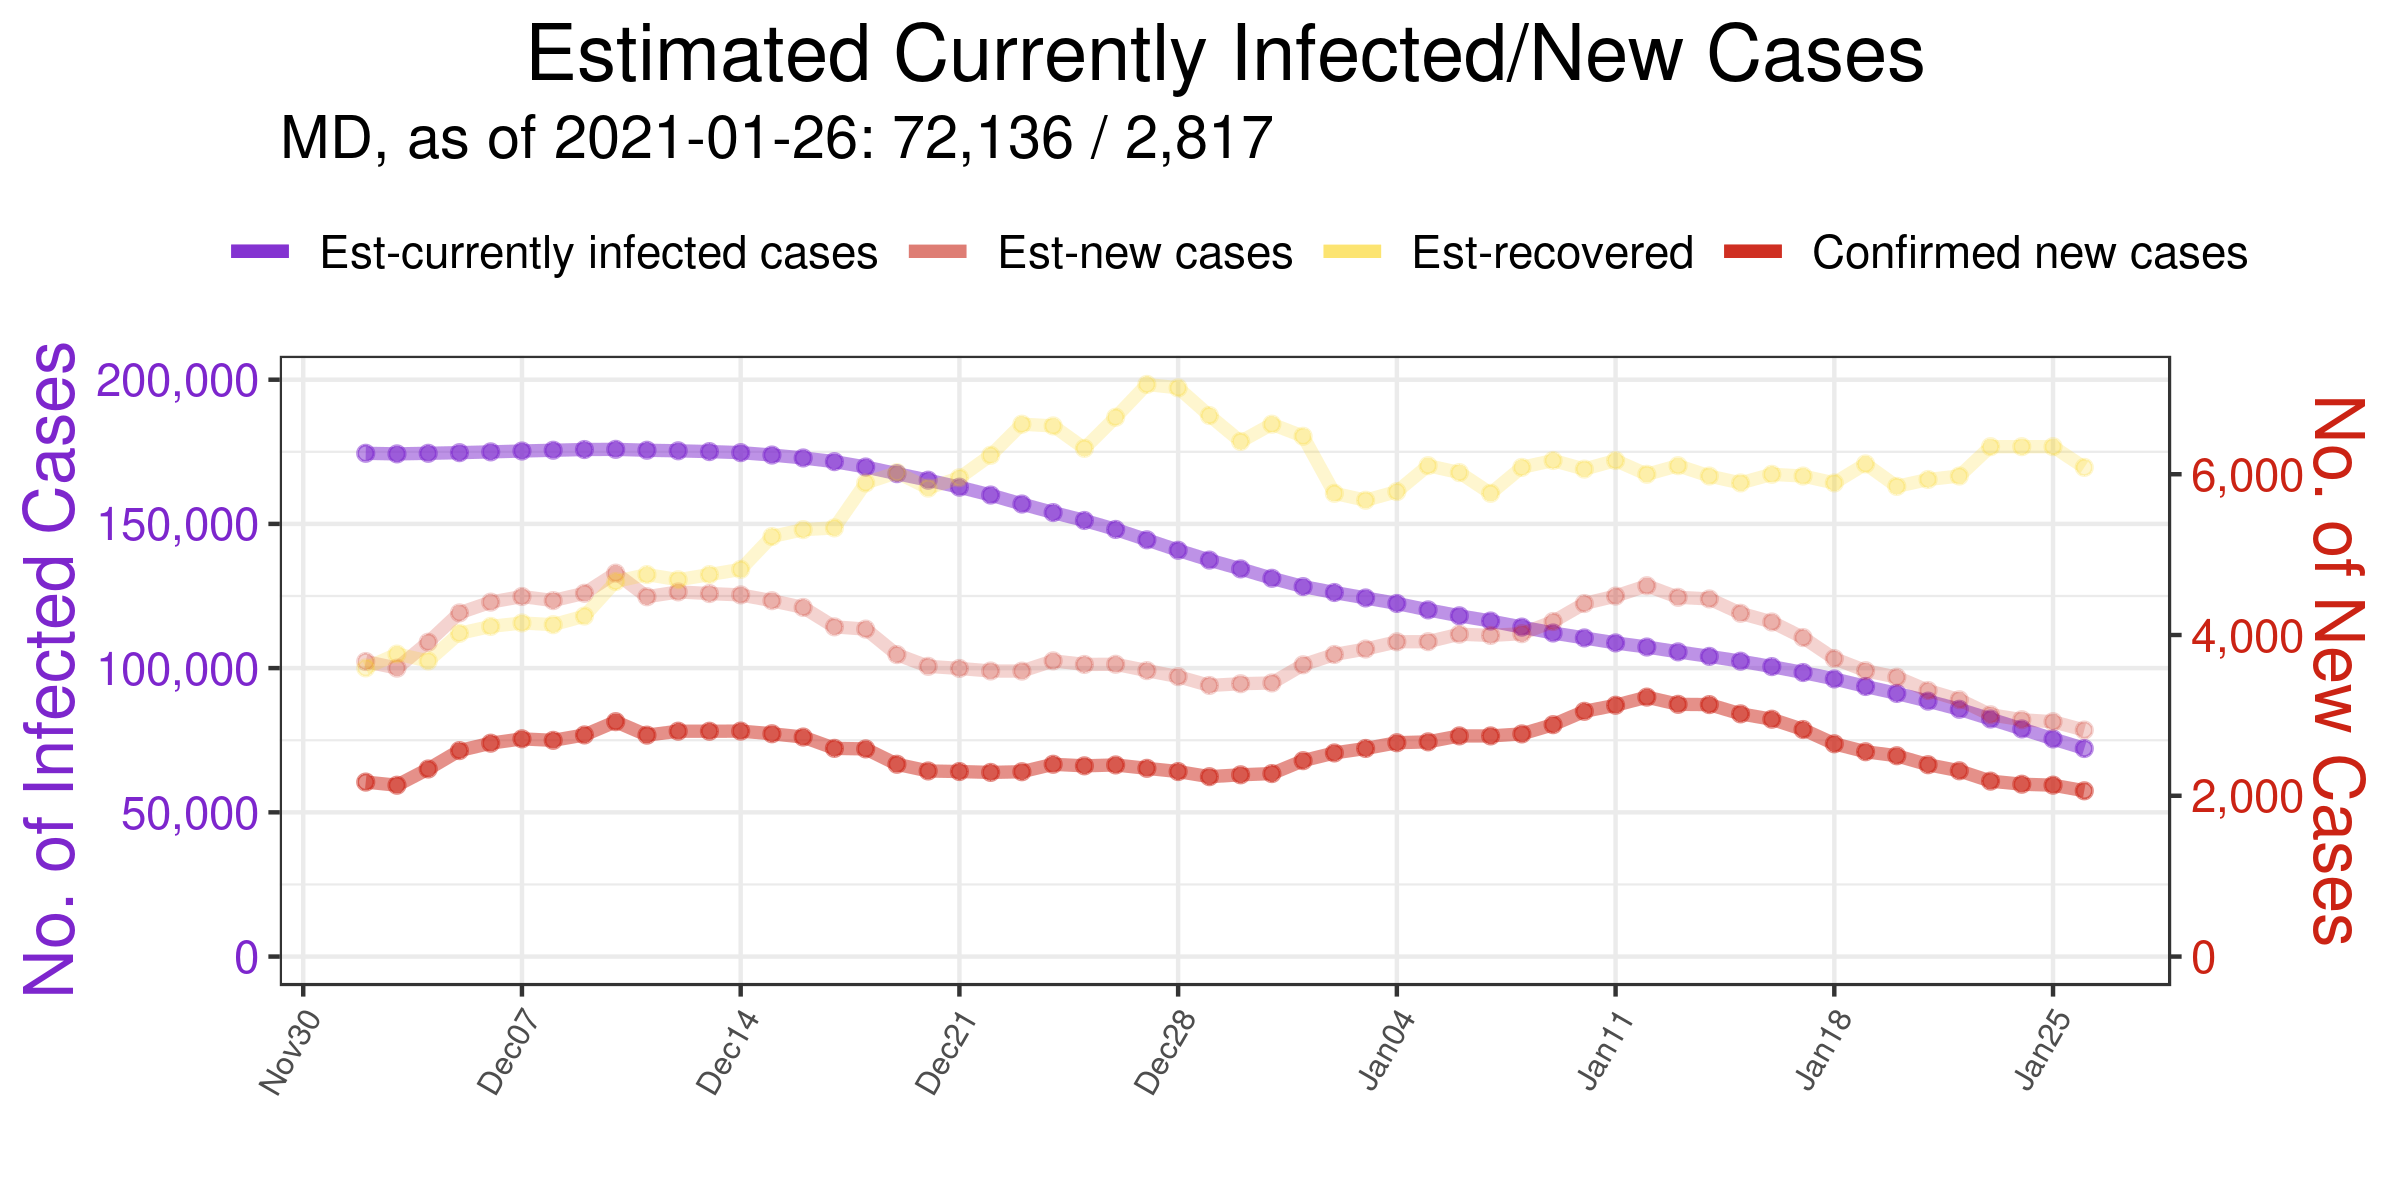 Estimated Currently Infected/New Cases
MD, as of 2021-01-26: 72,136 / 2,817
Est-currently infected cases Est-new cases Est-recovered Confirmed new cases
No. of Infected Cases
200,000
150,000
100,000
50,000
0
6,000
4,000
2,000
0
No. of New Cases
Nov30 Dec07 Dec14 Dec21 Dec28 Jan04 Jan11 Jan18 Jan25